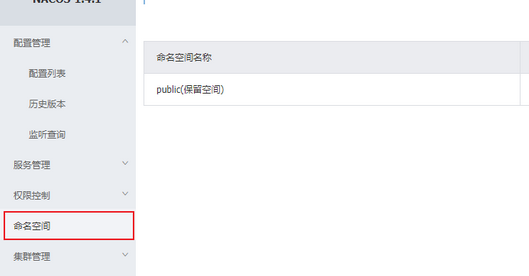 NACOS 1.4.1
配置管理
配置列表
历史版本
监听查询
服务管理
权限控制
命名空间
集群管理
命名空间名称
public(保留空间)